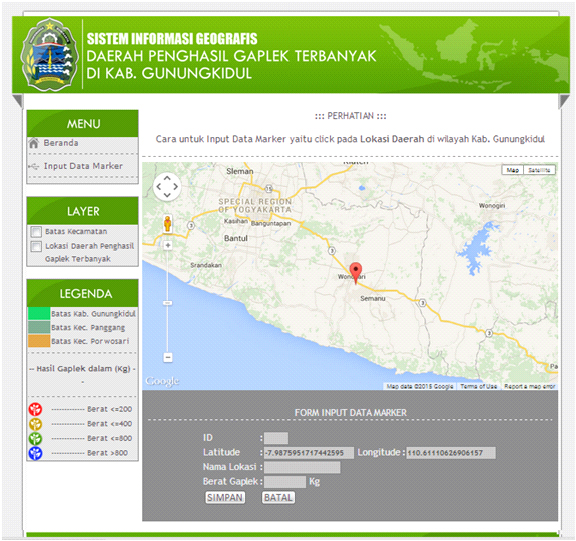 SISTEM INFORMASI GEOGRAFIS
DAERAH PENGHASIL GAPLEK TERBANYAK
DI KAB. GUNUNGKIDUL
MENU
Beranda
Input Data Marker
LAYER
Batas Kecamatan
Lokasi Daerah Penghasil
Gaplek Terbanyak
LEGENDA
Batas Kab. Gunungkidul
Batas Kec. Panggang
Batas Kec. Porwosari
-- Hasil Gaplek dalam (Kg) -
-
------------- Berat <=200
------------- Berat <=400
------------- Berat <=800
------------- Berat >800
::: PERHATIAN :::
Cara untuk Input Data Marker yaitu click pada Lokasi Daerah di wilayah Kab. Gunungkidul
Map Satellite
Sleman
Klaten
Wonogiri
SPECIAL REGION
OF YOGYAKARTA
15
Kasihan
Banguntapan
Bantul
Srandakan
3
Wonosari
Semanu
3
3
Google
Map data ©2015 Google
Terms of Use
Report a map error
FORM INPUT DATA MARKER
ID :
Latitude : -7.9875951717442595 Longitude : 110.61110626906157
Nama Lokasi :
Berat Gaplek : Kg
SIMPAN BATAL